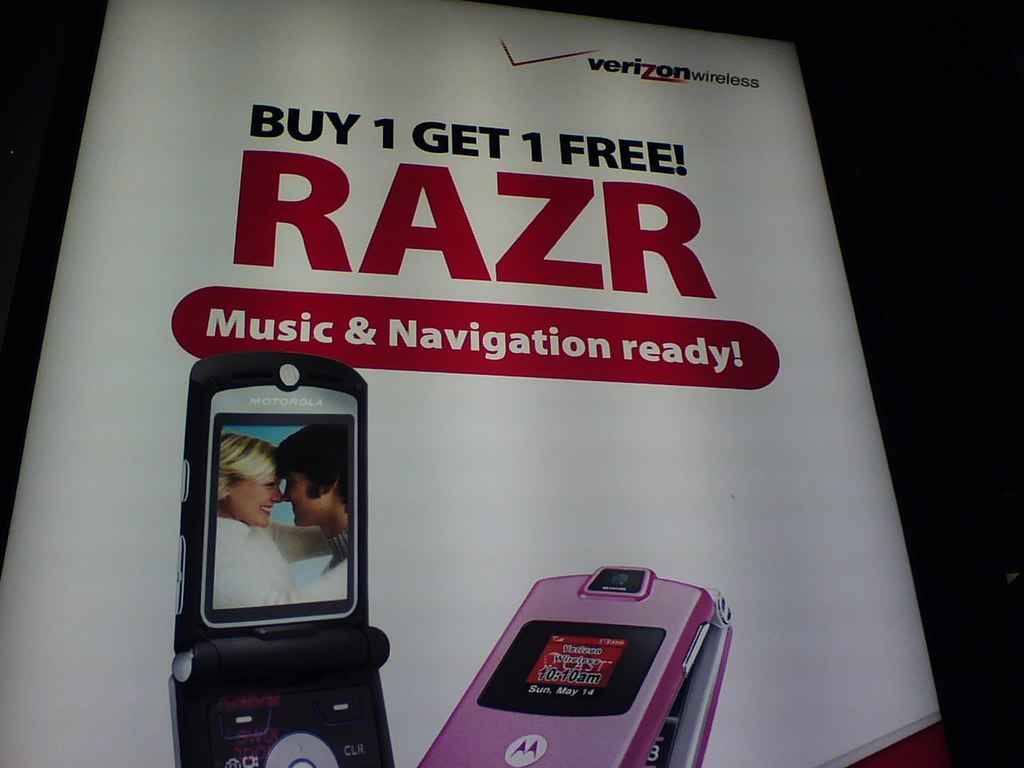 verizonwireless
BUY 1 GET 1 FREE!
RAZR
Music & Navigation ready!
MOTOROLA
Verizon
Wireless
10:10am
Sun, May 14
CLR